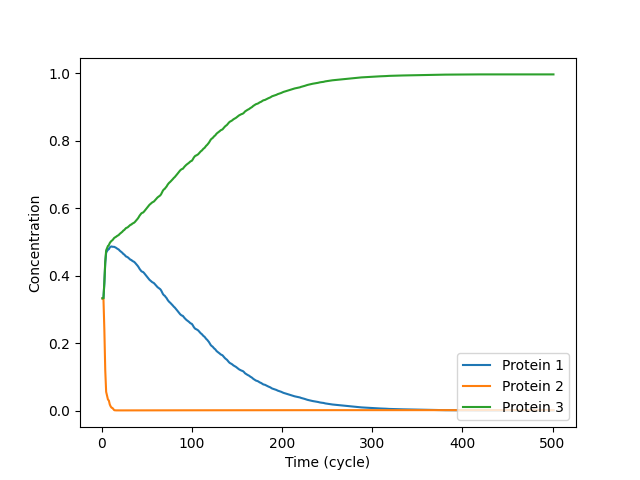 1.0
0.8
0.6
0.4
0.2
0.0
Concentration
0 100 200 300 400 500
Time (cycle)
Protein 1
Protein 2
Protein 3